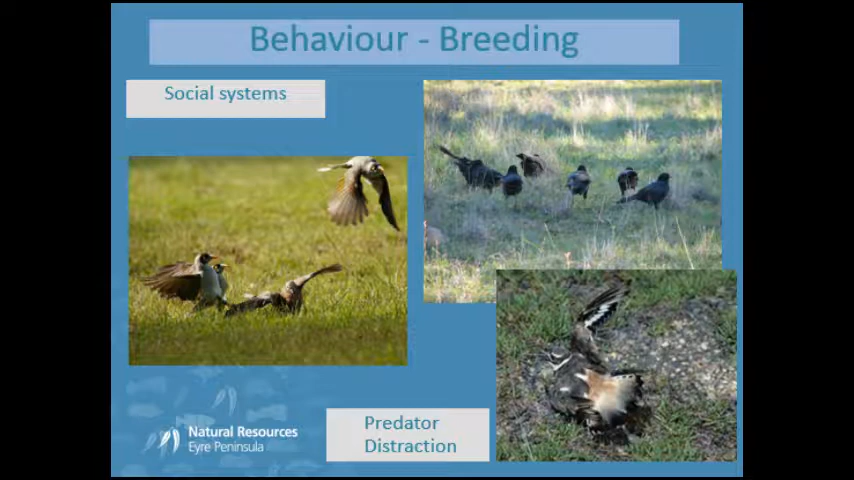 Behaviour - Breeding
Social systems
Predator
Distraction
Natural Resources
Eyre Peninsula